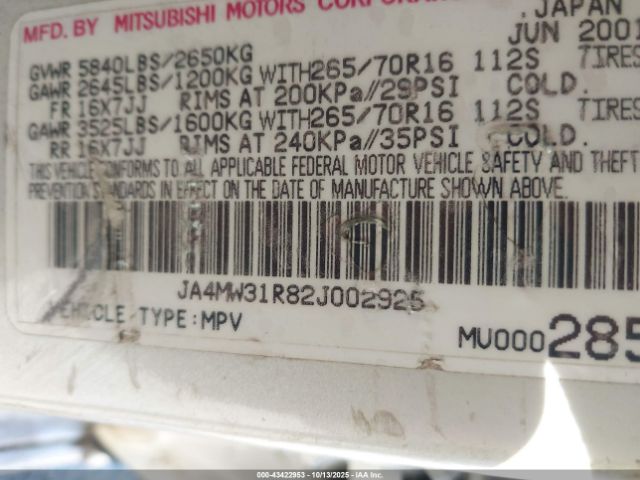 MFD. BY MITSUBISHI MOTORS CORPORA
JAPAN
JUN 2001
GVWR 5840LBS/2650KG
GAWR 2645LBS/1200KG WITH265/70R16 112S TIRES
FR 16X7JJ RIMS AT 200KPa//29PSI COLD.
GAWR 3525LBS/1600KG WITH265/70R16 112S TIRES
RR 16X7JJ RIMS AT 240KPa//35PSI COLD.
THIS VEHICLE CONFORMS TO ALL APPLICABLE FEDERAL MOTOR VEHICLE SAFETY AND THEFT
PREVENTION STANDARDS IN EFFECT ON THE DATE OF MANUFACTURE SHOWN ABOVE.
JA4MW31R82J002925
VEHICLE TYPE:MPV
MU000285
000-43422953 - 10/13/2025 - IAAI.COM